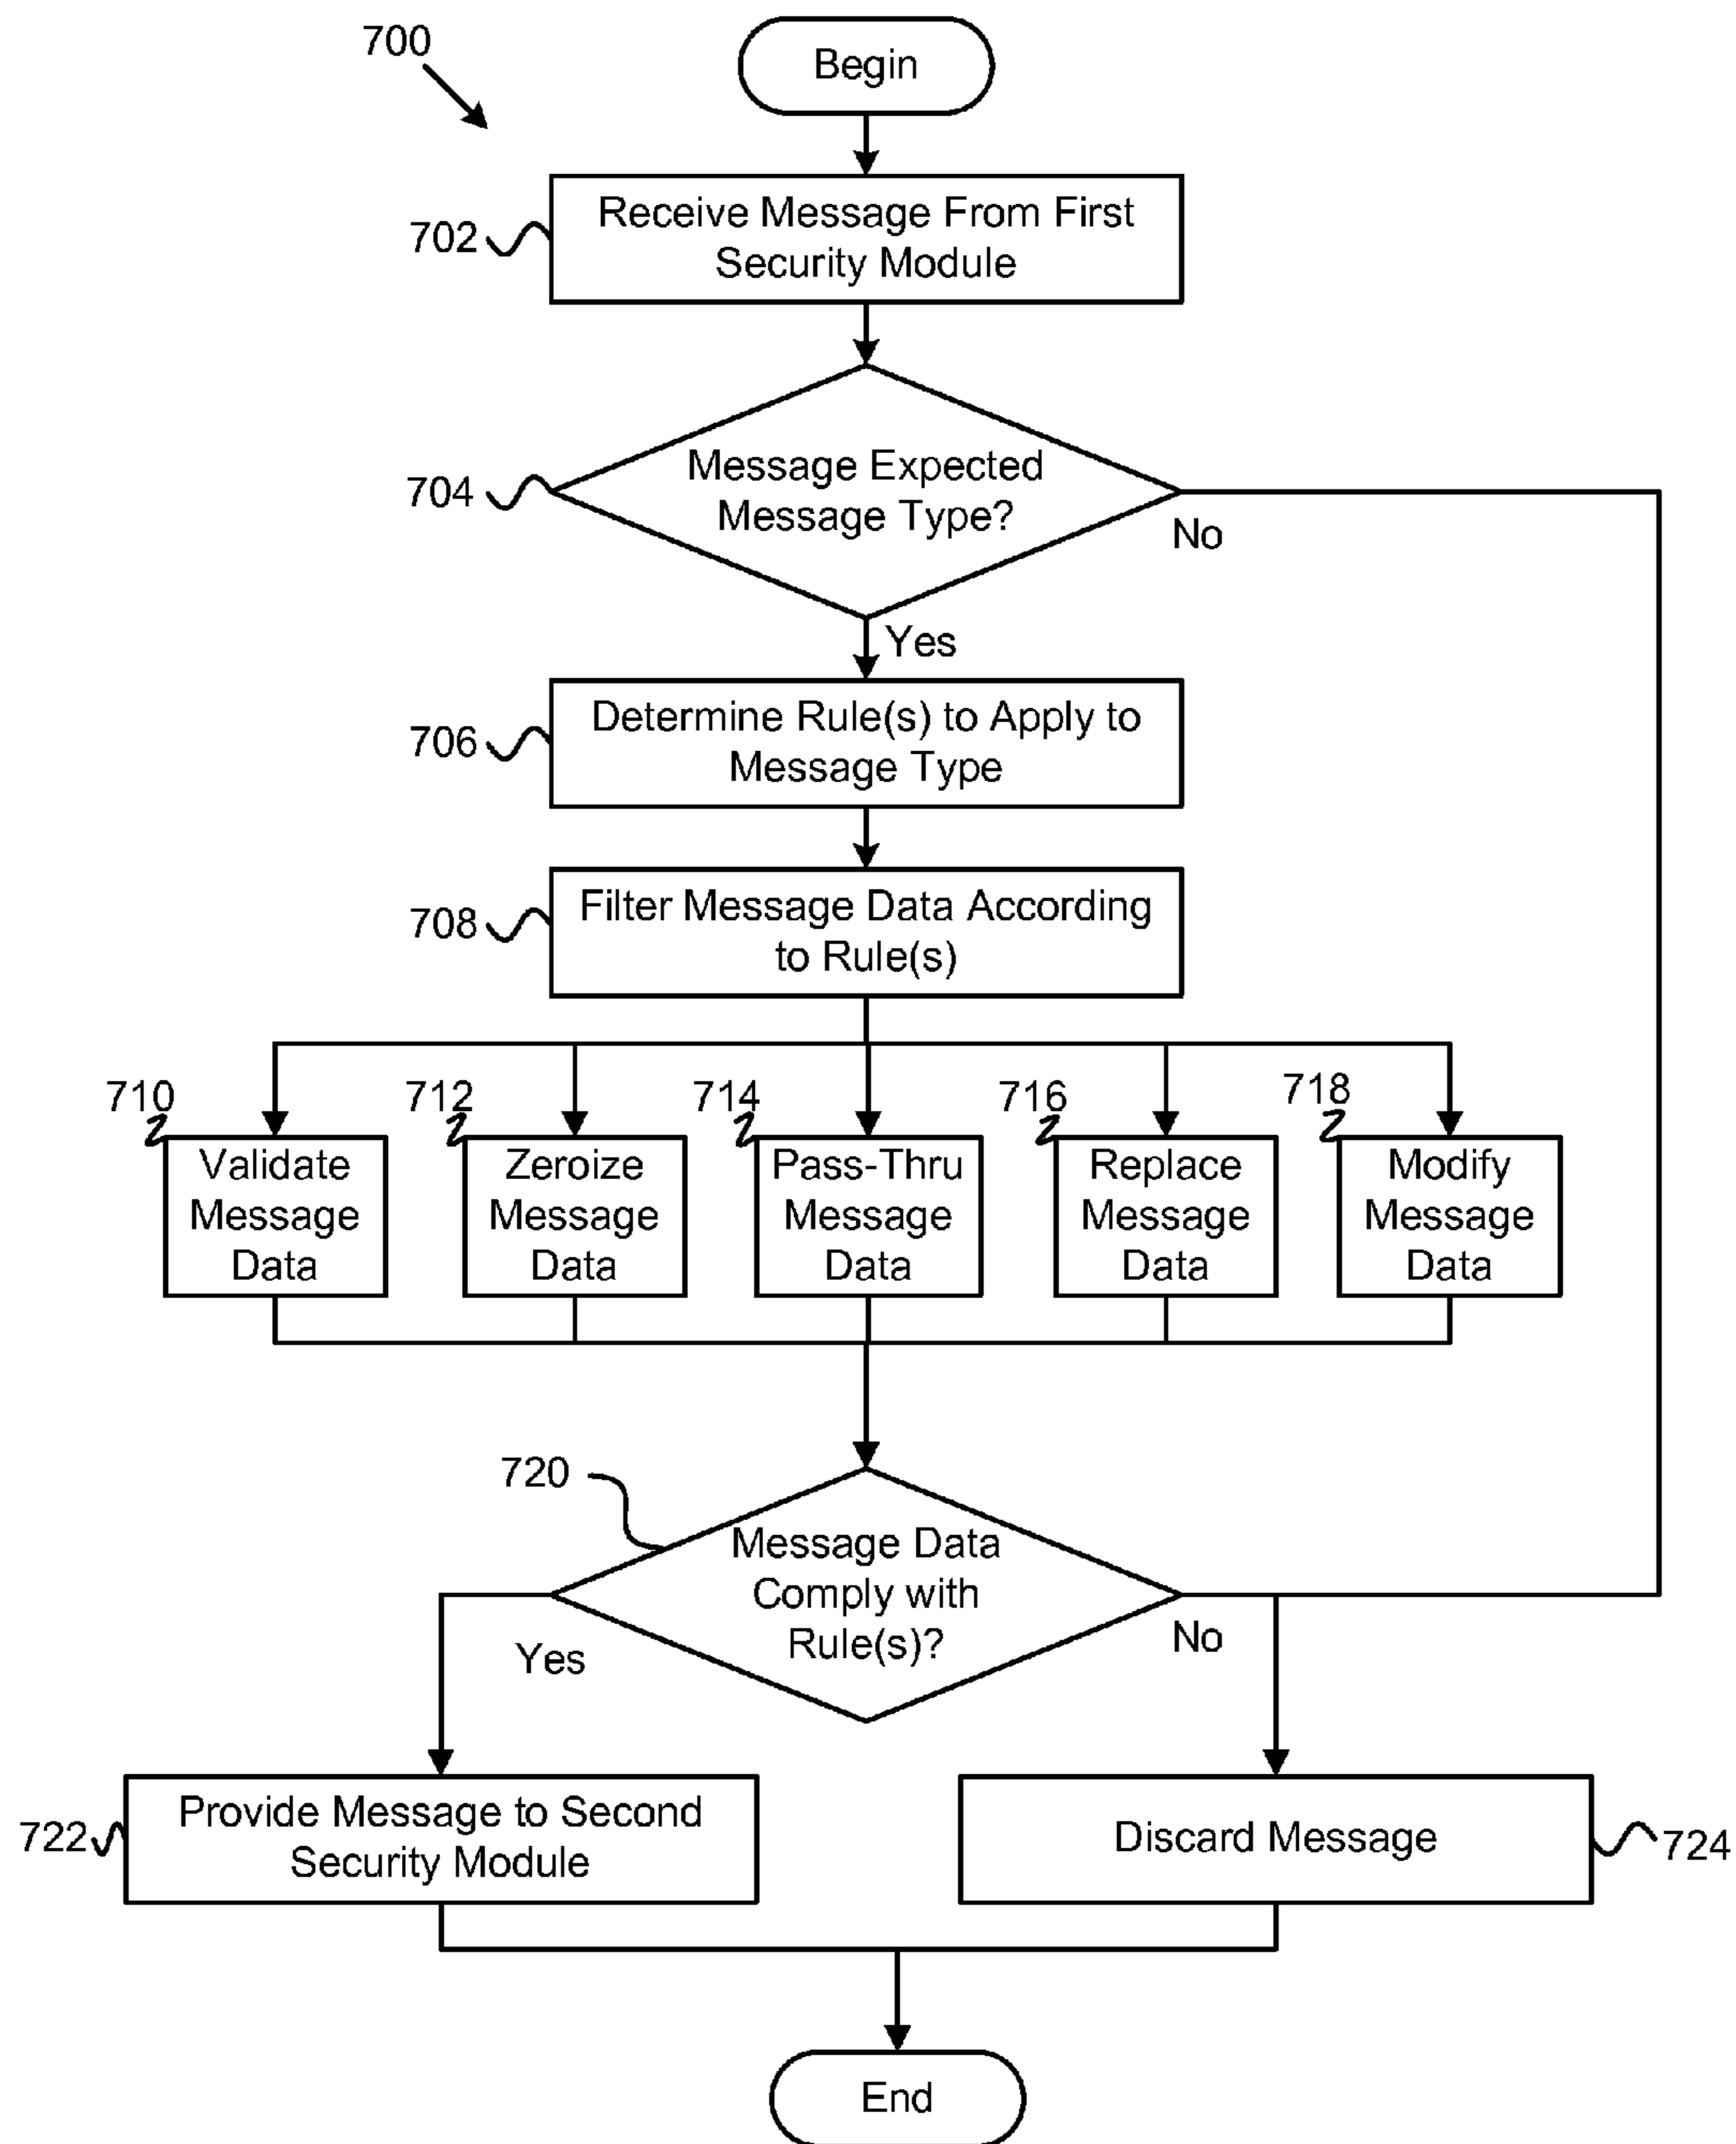 700
Begin
702
Receive Message From First
Security Module
704
Message Expected
Message Type?
No
Yes
706
Determine Rule(s) to Apply to
Message Type
708
Filter Message Data According
to Rule(s)
710
Validate
Message
Data
712
Zeroize
Message
Data
714
Pass-Thru
Message
Data
716
Replace
Message
Data
718
Modify
Message
Data
720
Message Data
Comply with
Rule(s)?
Yes
No
722
Provide Message to Second
Security Module
Discard Message
724
End